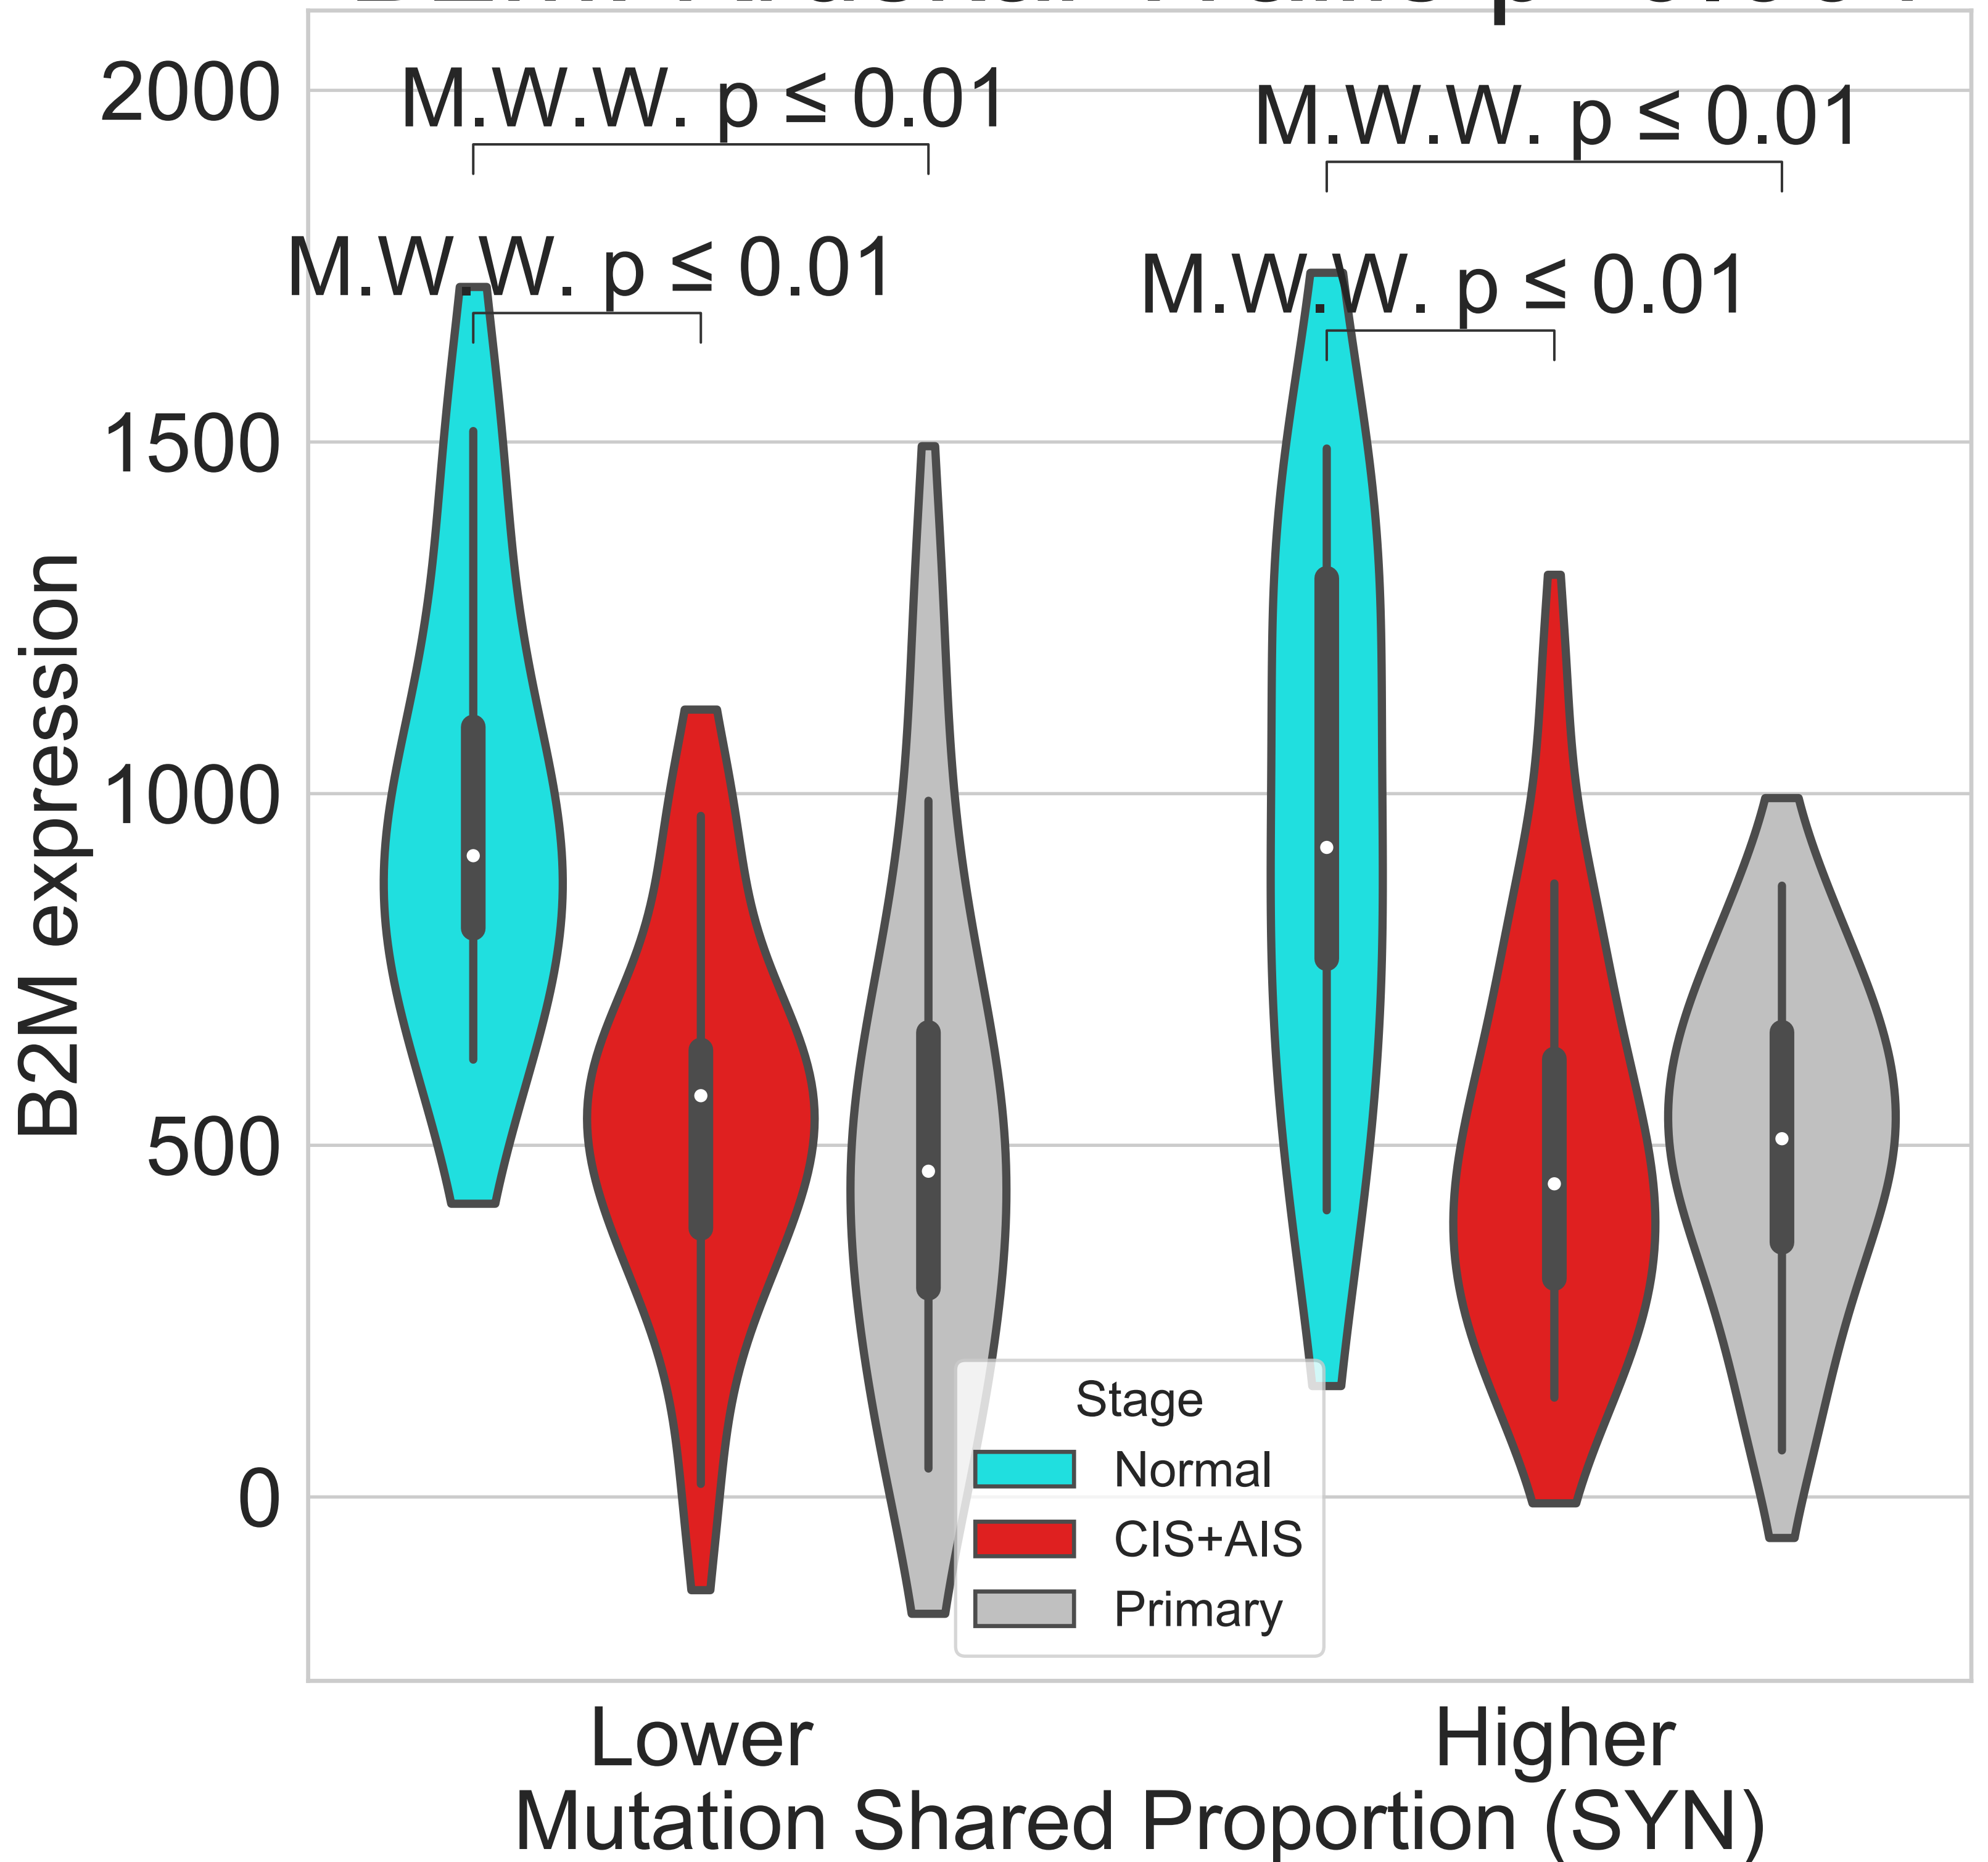 2000
M.W.W. p ≤ 0.01
M.W.W. p ≤ 0.01
M.W.W. p ≤ 0.01
M.W.W. p ≤ 0.01
1500
1000
500
0
B2M expression
Stage
Normal
CIS+AIS
Primary
Lower
Higher
Mutation Shared Proportion (SYN)